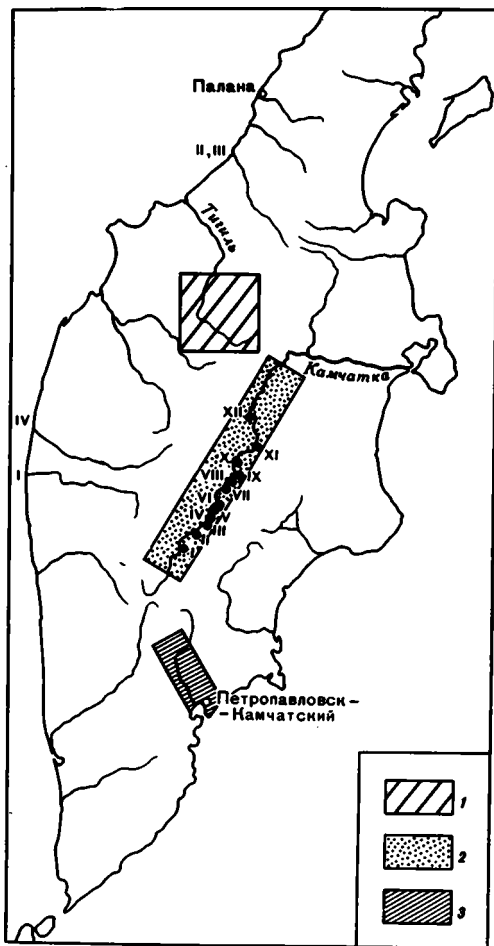 Палана
II, III
Тигиль
Камчатка
IV
XII
XI
I
X
VIII
IX
VI
VII
IV
V
III
II
I
Петропавловск-
-Камчатский
1
2
3